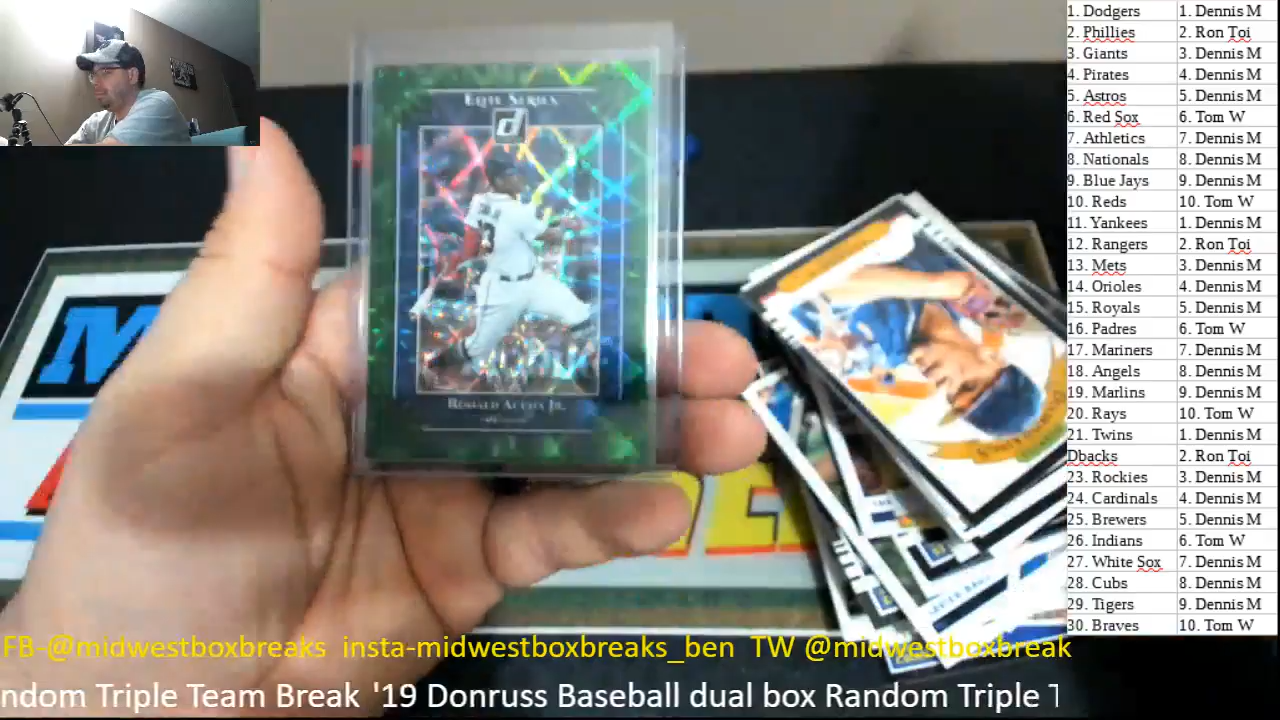 ELITE SERIES
d
RONALD ACUÑA JR.
1. Dodgers 1. Dennis M
2. Phillies 2. Ron Toi
3. Giants 3. Dennis M
4. Pirates 4. Dennis M
5. Astros 5. Dennis M
6. Red Sox 6. Tom W
7. Athletics 7. Dennis M
8. Nationals 8. Dennis M
9. Blue Jays 9. Dennis M
10. Reds 10. Tom W
11. Yankees 1. Dennis M
12. Rangers 2. Ron Toi
13. Mets 3. Dennis M
14. Orioles 4. Dennis M
15. Royals 5. Dennis M
16. Padres 6. Tom W
17. Mariners 7. Dennis M
18. Angels 8. Dennis M
19. Marlins 9. Dennis M
20. Rays 10. Tom W
21. Twins 1. Dennis M
Dbacks 2. Ron Toi
23. Rockies 3. Dennis M
24. Cardinals 4. Dennis M
25. Brewers 5. Dennis M
26. Indians 6. Tom W
27. White Sox 7. Dennis M
28. Cubs 8. Dennis M
29. Tigers 9. Dennis M
30. Braves 10. Tom W
FB-@midwestboxbreaks insta-midwestboxbreaks_ben TW @midwestboxbreak
ndom Triple Team Break '19 Donruss Baseball dual box Random Triple T